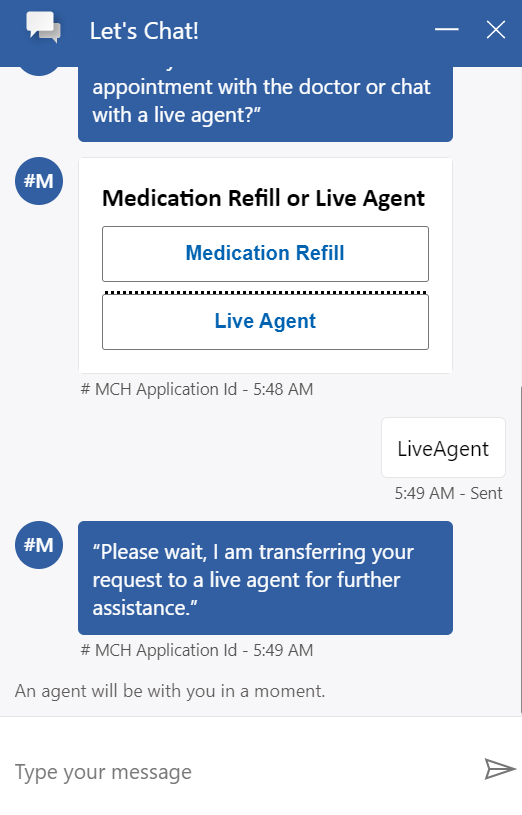 Let's Chat!
appointment with the doctor or chat
with a live agent?”
#M
Medication Refill or Live Agent
Medication Refill
Live Agent
# MCH Application Id - 5:48 AM
LiveAgent
5:49 AM - Sent
#M
“Please wait, I am transferring your
request to a live agent for further
assistance.”
# MCH Application Id - 5:49 AM
An agent will be with you in a moment.
Type your message